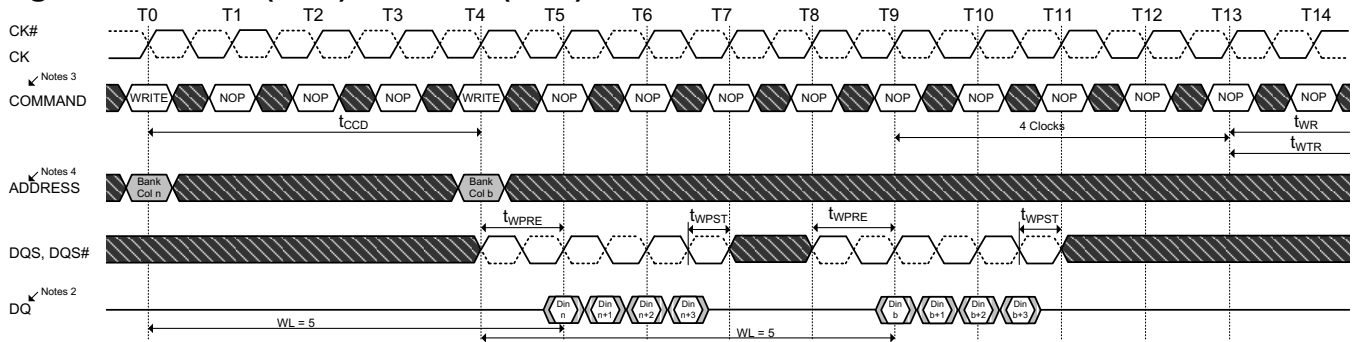 T0 T1 T2 T3 T4 T5 T6 T7 T8 T9 T10 T11 T12 T13 T14
CK#
CK
Notes 3
COMMAND
WRITE NOP NOP NOP WRITE NOP NOP NOP NOP NOP NOP NOP NOP NOP NOP
tCCD
4 Clocks
tWR
tWTR
Notes 4
ADDRESS
Bank
Col n
Bank
Col b
tWPRE tWPST tWPRE tWPST
DQS, DQS#
Notes 2
DQ
Din
n
Din
n+1
Din
n+2
Din
n+3
Din
b
Din
b+1
Din
b+2
Din
b+3
WL = 5
WL = 5